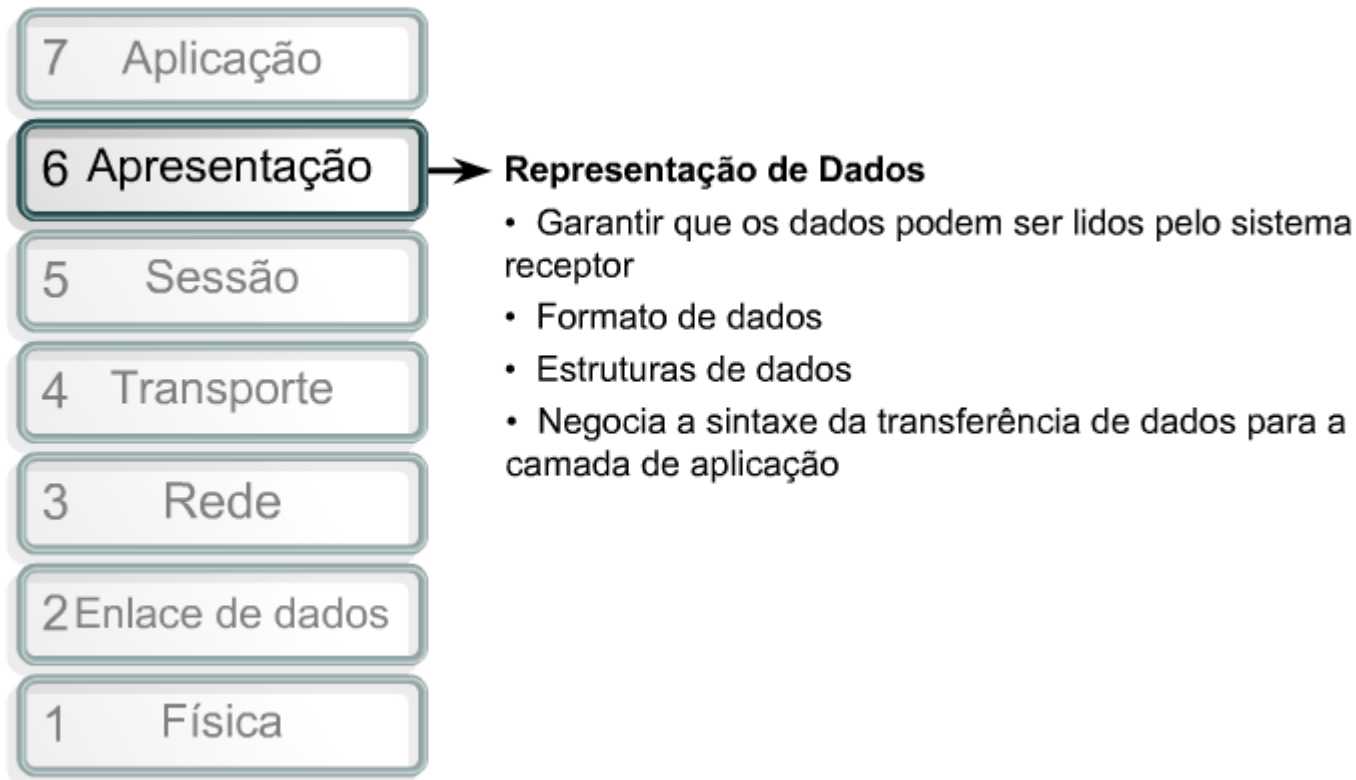 7 Aplicação
6 Apresentação
Representação de Dados
• Garantir que os dados podem ser lidos pelo sistema
receptor
• Formato de dados
• Estruturas de dados
• Negocia a sintaxe da transferência de dados para a
camada de aplicação
5 Sessão
4 Transporte
3 Rede
2 Enlace de dados
1 Física